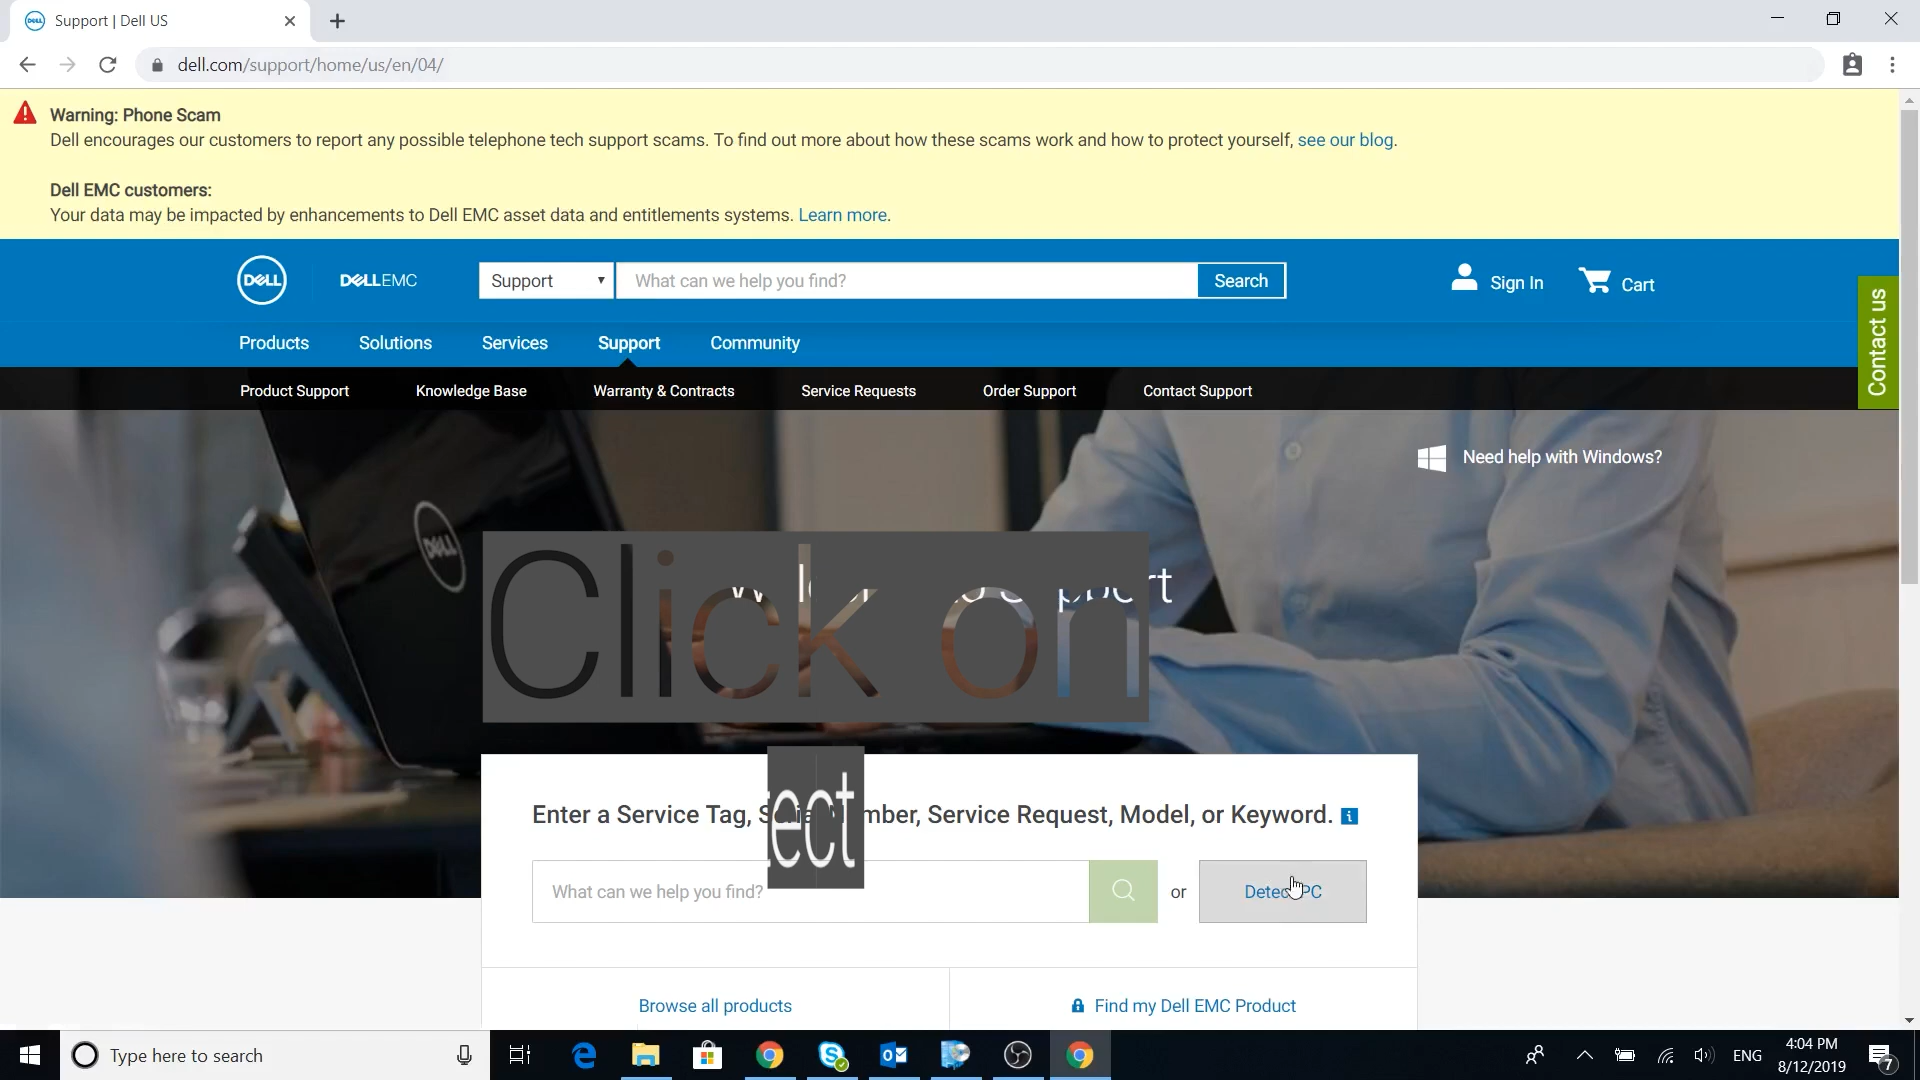 Support | Dell US
dell.com/support/home/us/en/04/
Warning: Phone Scam
Dell encourages our customers to report any possible telephone tech support scams. To find out more about how these scams work and how to protect yourself, see our blog.
Dell EMC customers:
Your data may be impacted by enhancements to Dell EMC asset data and entitlements systems. Learn more.
DELL
DELLEMC
Support
What can we help you find?
Search
Sign In
Cart
Contact us
Products Solutions Services Support Community
Product Support Knowledge Base Warranty & Contracts Service Requests Order Support Contact Support
Need help with Windows?
DELL
Click on
ect
Enter a Service Tag, Number, Service Request, Model, or Keyword.
What can we help you find?
or
Detect PC
Browse all products
Find my Dell EMC Product
Type here to search
ENG
4:04 PM
8/12/2019
7